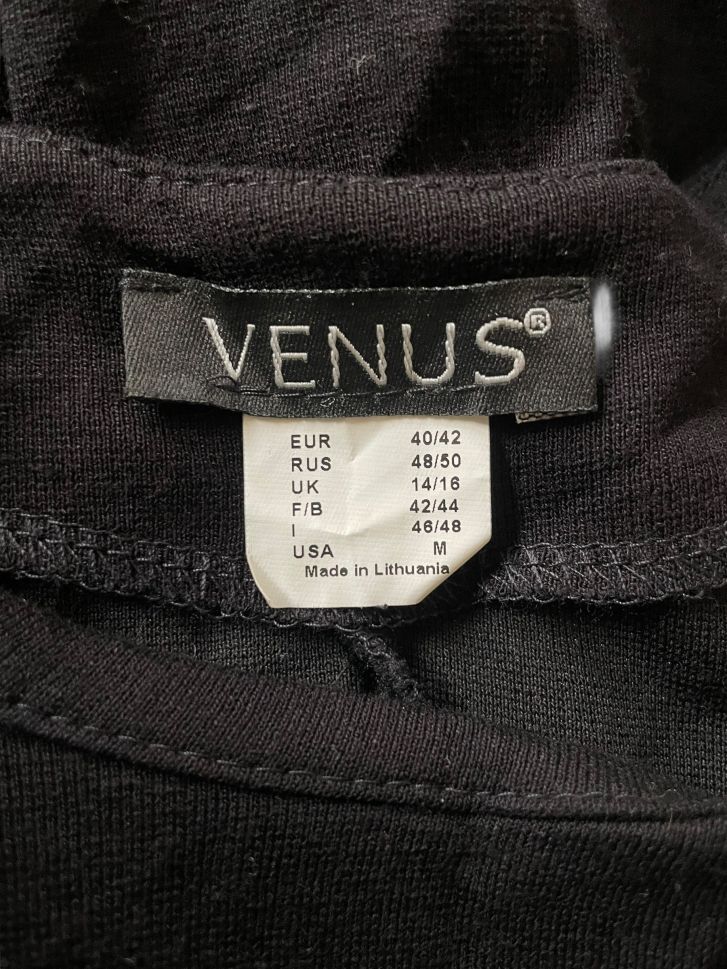 VENUS®
EUR 40/42
RUS 48/50
UK 14/16
F/B 42/44
I 46/48
USA M
Made in Lithuania